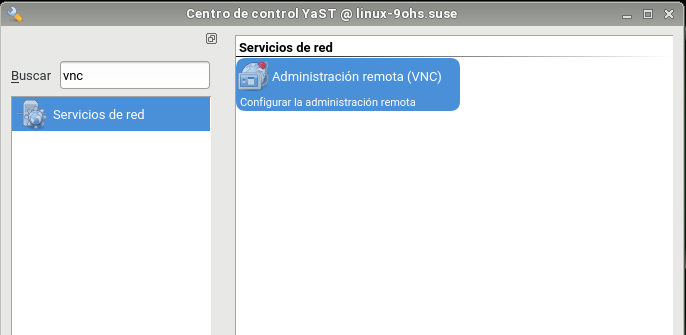 Centro de control YaST @ linux-9ohs.suse
Buscar vnc
Servicios de red
Servicios de red
Administración remota (VNC)
Configurar la administración remota